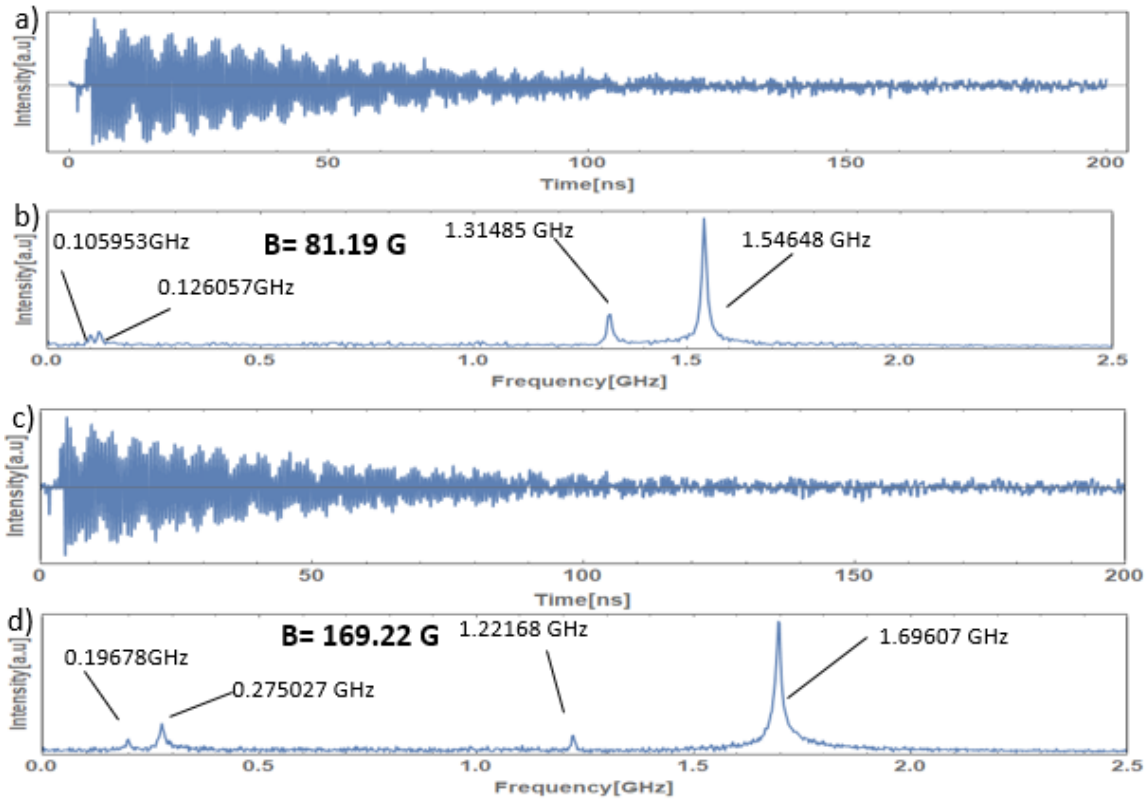 a)
Intensity[a.u]
0 50 100 150 200
Time[ns]
b)
Intensity[a.u]
0.105953GHz
0.126057GHz
B= 81.19 G
1.31485 GHz
1.54648 GHz
0.0 0.5 1.0 1.5 2.0 2.5
Frequency[GHz]
c)
Intensity[a.u]
0 50 100 150 200
Time[ns]
d)
Intensity[a.u]
0.19678GHz
0.275027 GHz
B= 169.22 G
1.22168 GHz
1.69607 GHz
0.0 0.5 1.0 1.5 2.0 2.5
Frequency[GHz]